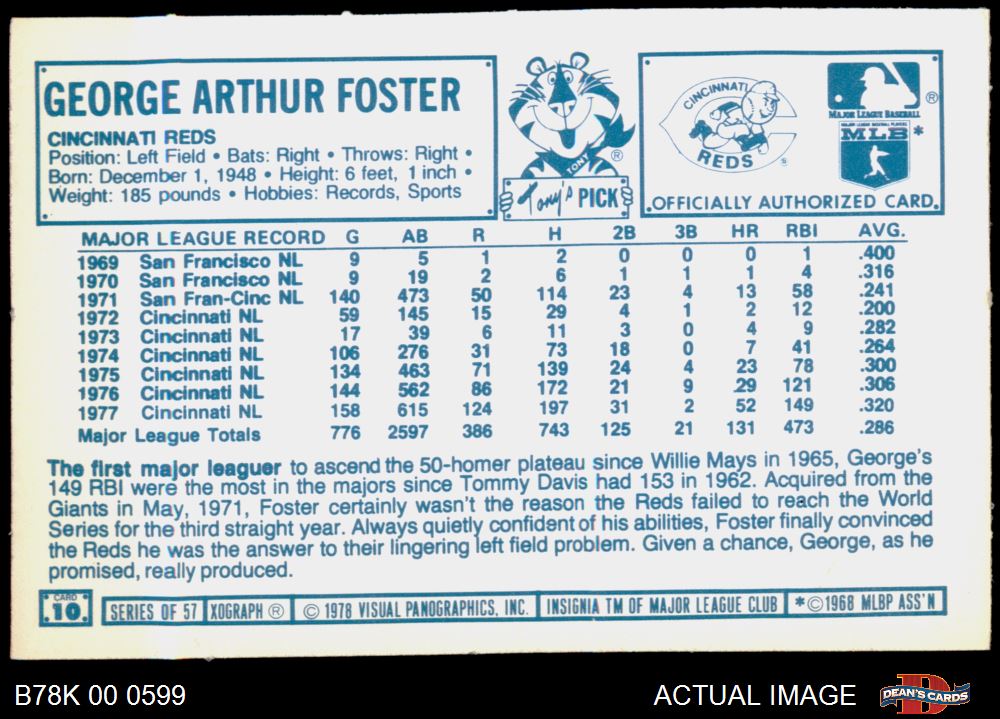 GEORGE ARTHUR FOSTER
CINCINNATI REDS
Position: Left Field • Bats: Right • Throws: Right •
Born: December 1, 1948 • Height: 6 feet, 1 inch •
Weight: 185 pounds • Hobbies: Records, Sports
TONY
®
Tony's PICK
CINCINNATI
REDS
®
MAJOR LEAGUE BASEBALL
MAJOR LEAGUE BASEBALL PLAYERS
MLB *
OFFICIALLY AUTHORIZED CARD.
MAJOR LEAGUE RECORD G AB R H 2B 3B HR RBI AVG.
1969 San Francisco NL 9 5 1 2 0 0 0 1 .400
1970 San Francisco NL 9 19 2 6 1 1 1 4 .316
1971 San Fran-Cinc NL 140 473 50 114 23 4 13 58 .241
1972 Cincinnati NL 59 145 15 29 4 1 2 12 .200
1973 Cincinnati NL 17 39 6 11 3 0 4 9 .282
1974 Cincinnati NL 106 276 31 73 18 0 7 41 .264
1975 Cincinnati NL 134 463 71 139 24 4 23 78 .300
1976 Cincinnati NL 144 562 86 172 21 9 29 121 .306
1977 Cincinnati NL 158 615 124 197 31 2 52 149 .320
Major League Totals 776 2597 386 743 125 21 131 473 .286
The first major leaguer to ascend the 50-homer plateau since Willie Mays in 1965, George's
149 RBI were the most in the majors since Tommy Davis had 153 in 1962. Acquired from the
Giants in May, 1971, Foster certainly wasn't the reason the Reds failed to reach the World
Series for the third straight year. Always quietly confident of his abilities, Foster finally convinced
the Reds he was the answer to their lingering left field problem. Given a chance, George, as he
promised, really produced.
CARD
10
SERIES OF 57 XOGRAPH ® © 1978 VISUAL PANOGRAPHICS, INC. INSIGNIA TM OF MAJOR LEAGUE CLUB *©1968 MLBP ASS'N
B78K 00 0599
ACTUAL IMAGE
DEAN'S CARDS